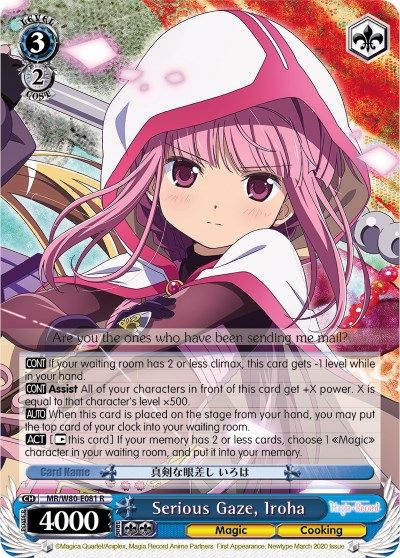 LEVEL
3
2
COST
Are you the ones who have been sending me mail?
CONT If your waiting room has 2 or less climax, this card gets -1 level while
in your hand.
CONT Assist All of your characters in front of this card get +X power. X is
equal to that character's level ×500.
AUTO When this card is placed on the stage from your hand, you may put
the top card of your clock into your waiting room.
ACT [ this card] If your memory has 2 or less cards, choose 1 «Magic»
character in your waiting room, and put it into your memory.
Card Name
真剣な眼差し いろは
CH MR/W80-E081 R
Serious Gaze, Iroha
POWER 4000 SOUL
Magic Cooking
©Magica Quartet/Aniplex, Magia Record Anime Partners First Appearance: Newtype March 2020 Issue